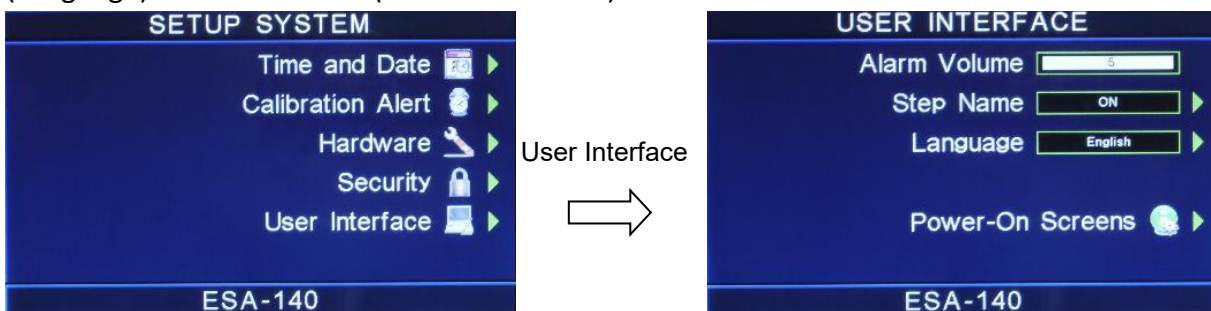 SETUP SYSTEM
Time and Date
Calibration Alert
Hardware
Security
User Interface
ESA-140
User Interface
USER INTERFACE
Alarm Volume 5
Step Name ON
Language English
Power-On Screens
ESA-140